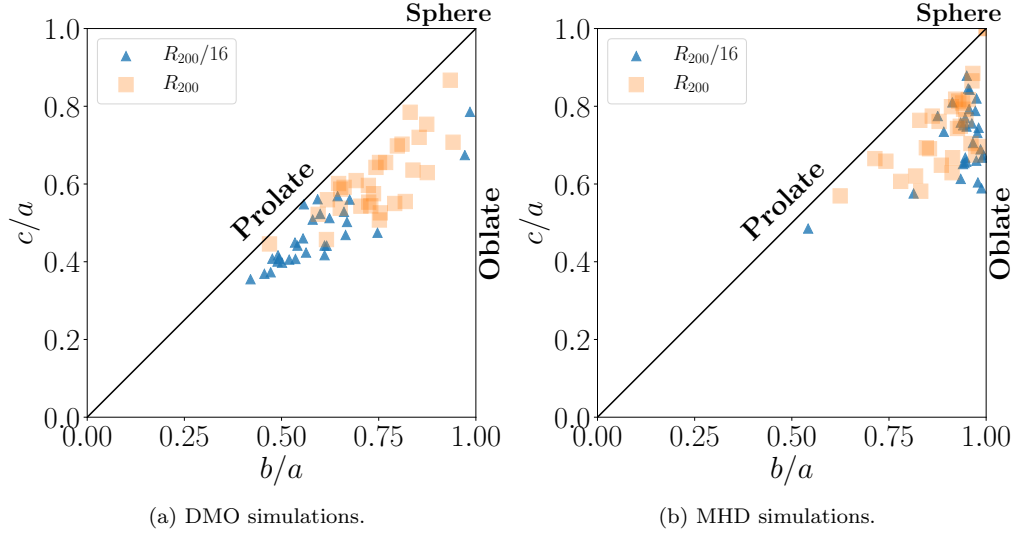 Sphere
1.0
0.8
0.6
0.4
0.2
0.0
c/a
R₂₀₀/16
R₂₀₀
Prolate
Oblate
0.00 0.25 0.50 0.75 1.00
b/a
(a) DMO simulations.
Sphere
1.0
0.8
0.6
0.4
0.2
0.0
c/a
R₂₀₀/16
R₂₀₀
Prolate
Oblate
0.00 0.25 0.50 0.75 1.00
b/a
(b) MHD simulations.